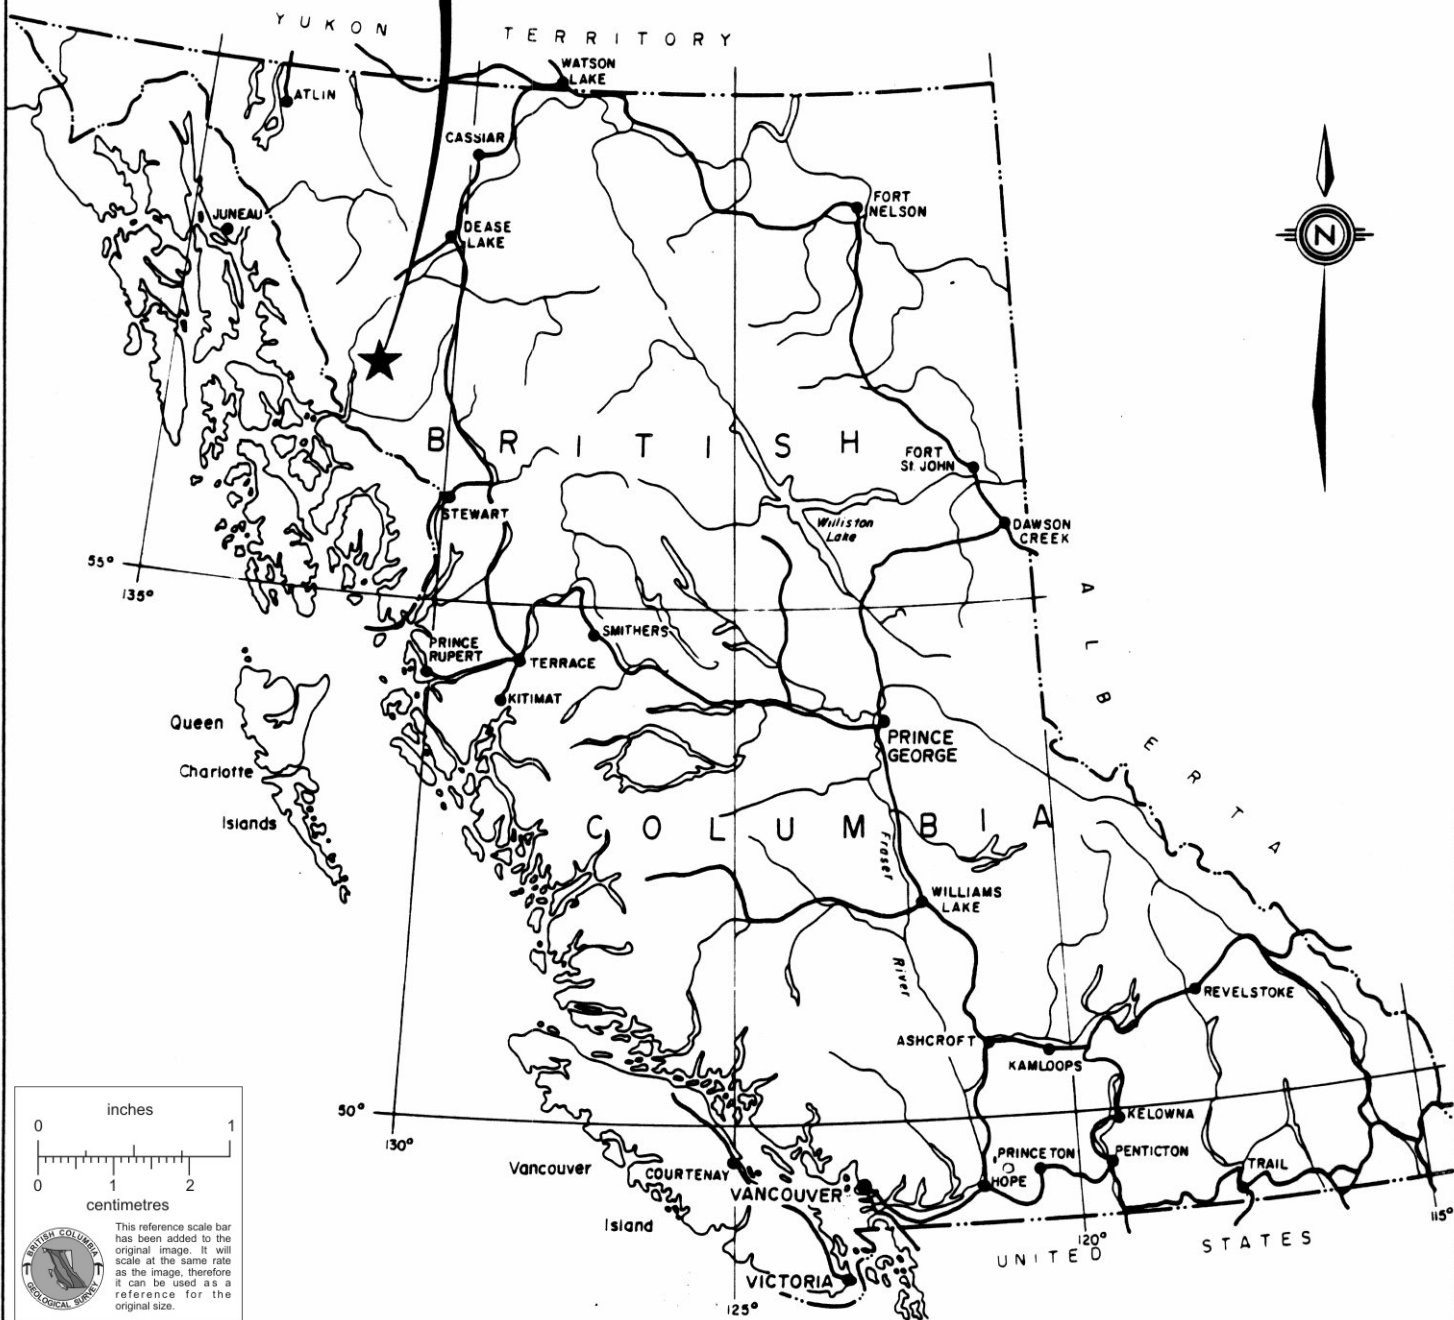 YUKON TERRITORY
WATSON
LAKE
ATLIN
CASSIAR
JUNEAU
DEASE
LAKE
FORT
NELSON
N
BRITISH
FORT
St. JOHN
STEWART
Williston
Lake
DAWSON
CREEK
55°
135°
ALBERTA
PRINCE
RUPERT
SMITHERS
TERRACE
KITIMAT
Queen
Charlotte
Islands
PRINCE
GEORGE
COLUMBIA
Fraser
River
WILLIAMS
LAKE
REVELSTOKE
ASHCROFT
KAMLOOPS
50°
130°
KELOWNA
PRINCETON
PENTICTON
TRAIL
HOPE
Vancouver
Island
COURTENAY
VANCOUVER
VICTORIA
125°
120°
115°
UNITED STATES
inches
0 1
0 1 2
centimetres
BRITISH COLUMBIA
GEOLOGICAL SURVEY
This reference scale bar
has been added to the
original image. It will
scale at the same rate
as the image, therefore
it can be used as a
reference for the
original size.